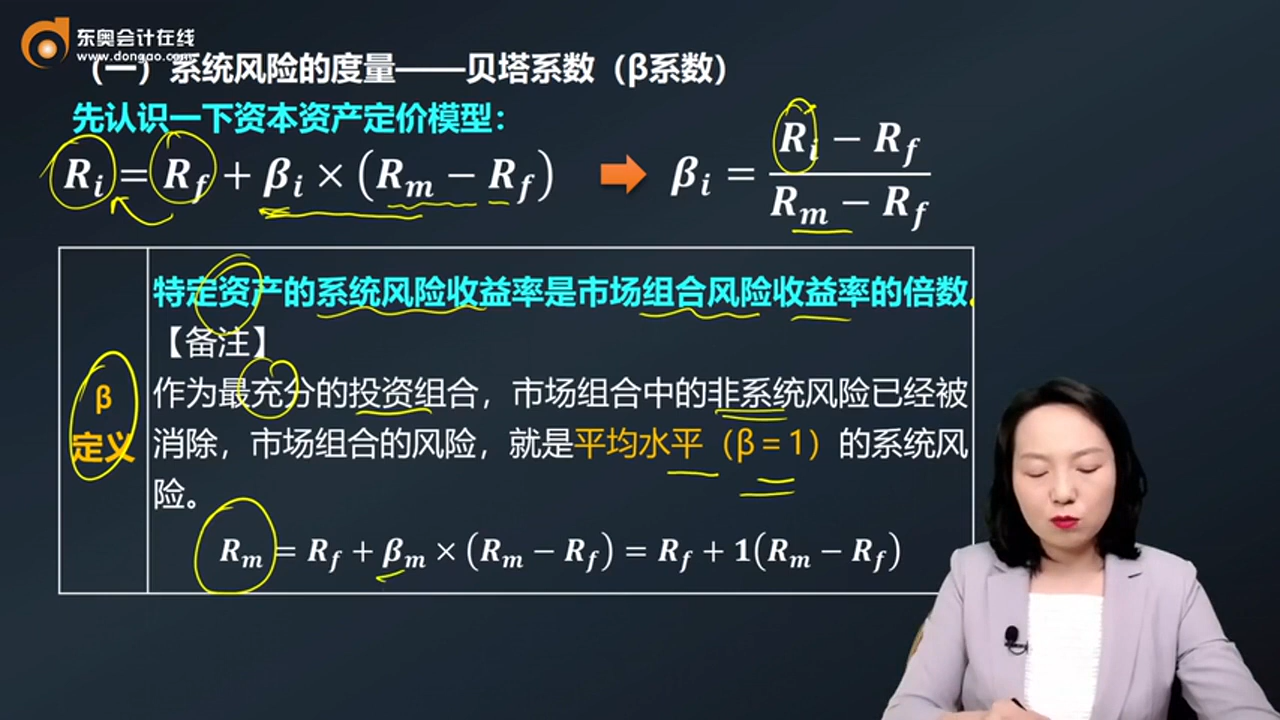 东奥会计在线
www.dongao.com
（一）系统风险的度量——贝塔系数（β系数）
先认识一下资本资产定价模型：
R_i = R_f + β_i × (R_m − R_f) β_i = (R_i − R_f) / (R_m − R_f)
特定资产的系统风险收益率是市场组合风险收益率的倍数.
【备注】
β
定义
作为最充分的投资组合，市场组合中的非系统风险已经被
消除，市场组合的风险，就是平均水平（β＝1）的系统风
险。
R_m = R_f + β_m × (R_m − R_f) = R_f + 1(R_m − R_f)